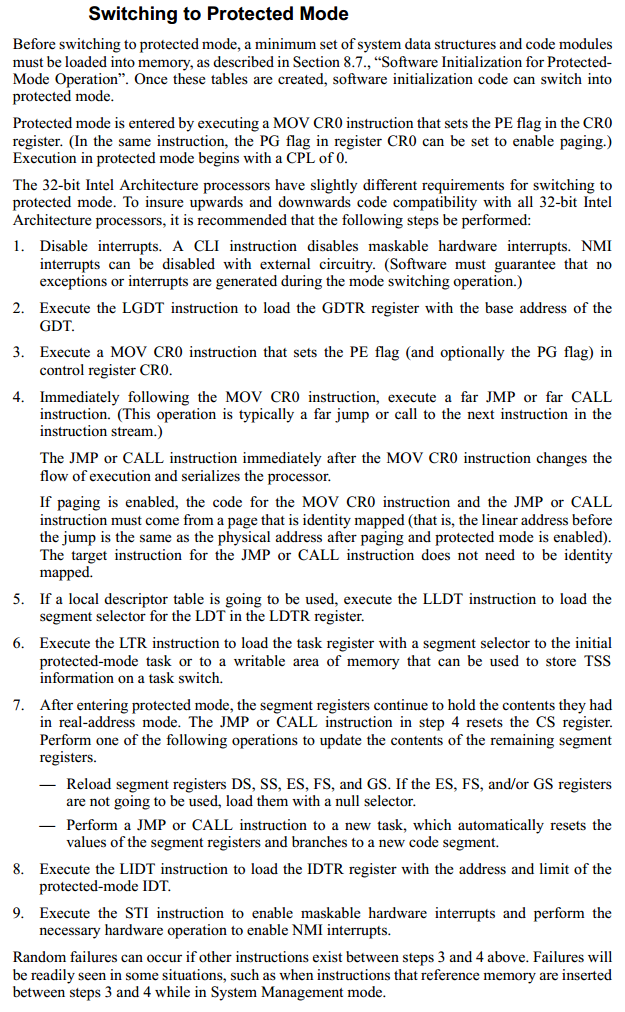 Switching to Protected Mode
Before switching to protected mode, a minimum set of system data structures and code modules
must be loaded into memory, as described in Section 8.7., “Software Initialization for Protected-
Mode Operation”. Once these tables are created, software initialization code can switch into
protected mode.
Protected mode is entered by executing a MOV CR0 instruction that sets the PE flag in the CR0
register. (In the same instruction, the PG flag in register CR0 can be set to enable paging.)
Execution in protected mode begins with a CPL of 0.
The 32-bit Intel Architecture processors have slightly different requirements for switching to
protected mode. To insure upwards and downwards code compatibility with all 32-bit Intel
Architecture processors, it is recommended that the following steps be performed:
1. Disable interrupts. A CLI instruction disables maskable hardware interrupts. NMI
interrupts can be disabled with external circuitry. (Software must guarantee that no
exceptions or interrupts are generated during the mode switching operation.)
2. Execute the LGDT instruction to load the GDTR register with the base address of the
GDT.
3. Execute a MOV CR0 instruction that sets the PE flag (and optionally the PG flag) in
control register CR0.
4. Immediately following the MOV CR0 instruction, execute a far JMP or far CALL
instruction. (This operation is typically a far jump or call to the next instruction in the
instruction stream.)
The JMP or CALL instruction immediately after the MOV CR0 instruction changes the
flow of execution and serializes the processor.
If paging is enabled, the code for the MOV CR0 instruction and the JMP or CALL
instruction must come from a page that is identity mapped (that is, the linear address before
the jump is the same as the physical address after paging and protected mode is enabled).
The target instruction for the JMP or CALL instruction does not need to be identity
mapped.
5. If a local descriptor table is going to be used, execute the LLDT instruction to load the
segment selector for the LDT in the LDTR register.
6. Execute the LTR instruction to load the task register with a segment selector to the initial
protected-mode task or to a writable area of memory that can be used to store TSS
information on a task switch.
7. After entering protected mode, the segment registers continue to hold the contents they had
in real-address mode. The JMP or CALL instruction in step 4 resets the CS register.
Perform one of the following operations to update the contents of the remaining segment
registers.
— Reload segment registers DS, SS, ES, FS, and GS. If the ES, FS, and/or GS registers
are not going to be used, load them with a null selector.
— Perform a JMP or CALL instruction to a new task, which automatically resets the
values of the segment registers and branches to a new code segment.
8. Execute the LIDT instruction to load the IDTR register with the address and limit of the
protected-mode IDT.
9. Execute the STI instruction to enable maskable hardware interrupts and perform the
necessary hardware operation to enable NMI interrupts.
Random failures can occur if other instructions exist between steps 3 and 4 above. Failures will
be readily seen in some situations, such as when instructions that reference memory are inserted
between steps 3 and 4 while in System Management mode.